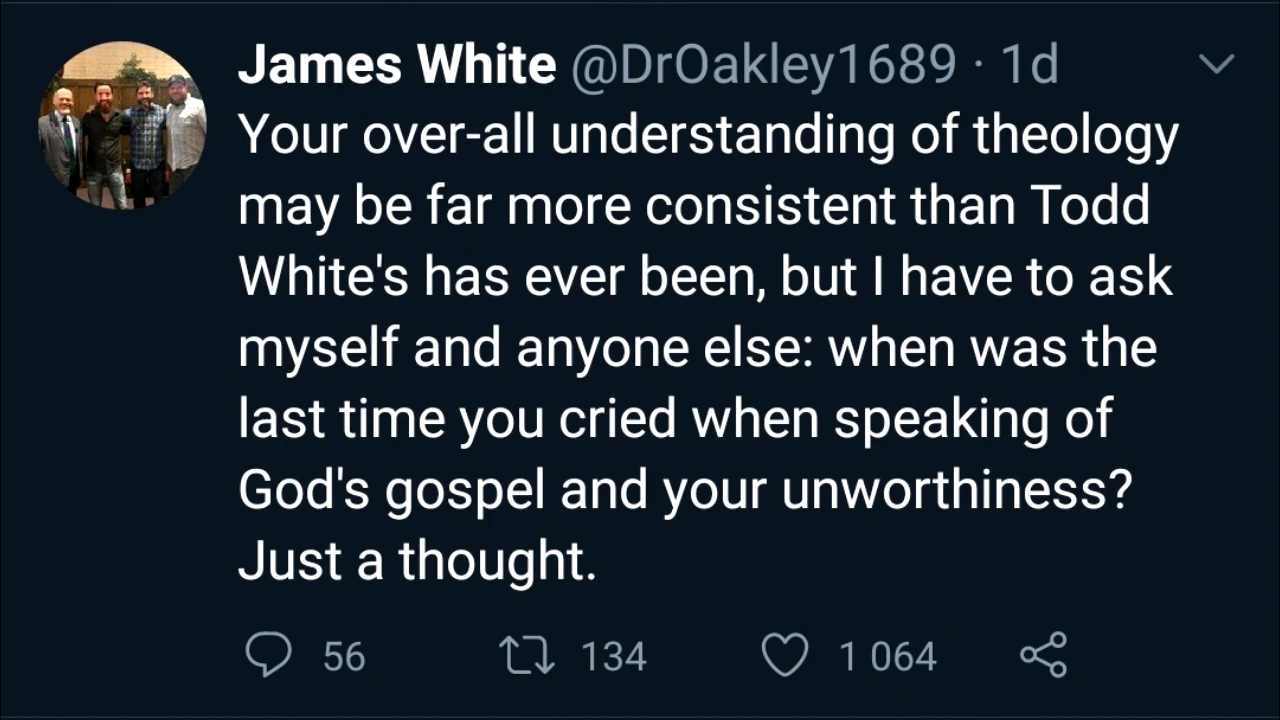 James White @DrOakley1689 · 1d
Your over-all understanding of theology
may be far more consistent than Todd
White's has ever been, but I have to ask
myself and anyone else: when was the
last time you cried when speaking of
God's gospel and your unworthiness?
Just a thought.
56 134 1 064